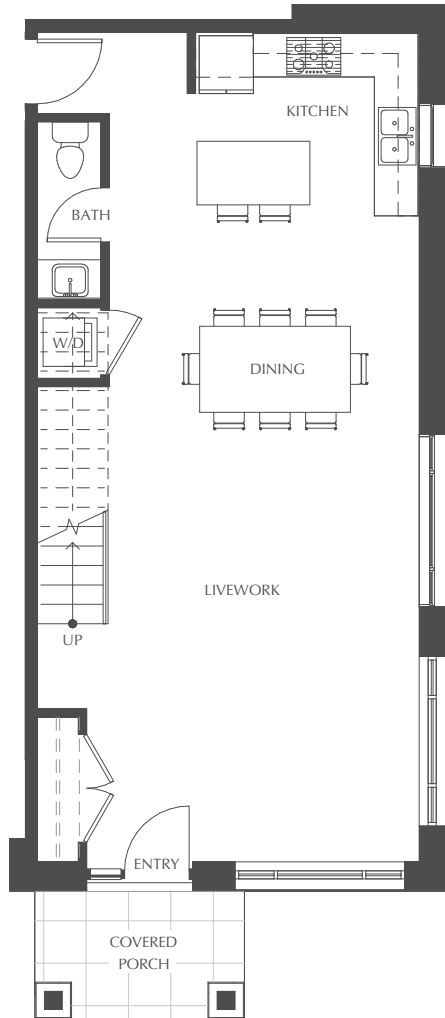 KITCHEN
BATH
W/D
DINING
LIVEWORK
UP
ENTRY
COVERED
PORCH